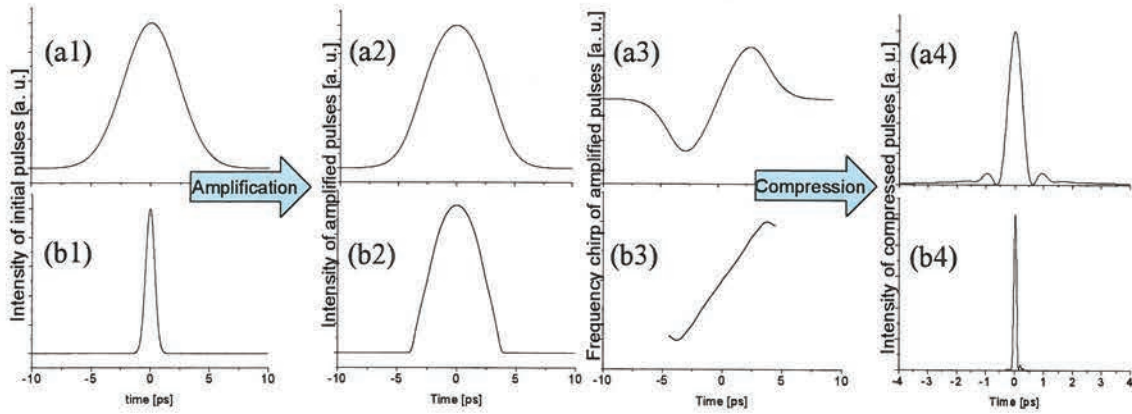 Intensity of initial pulses [a. u.]
(a1)
Amplification
Intensity of amplified pulses [a. u.]
(a2)
Frequency chirp of amplified pulses [a. u.]
(a3)
Compression
Intensity of compressed pulses [a. u.]
(a4)
(b1)
(b2)
(b3)
(b4)
-10 -5 0 5 10
time [ps]
-10 -5 0 5 10
Time [ps]
-10 -5 0 5 10
Time [ps]
-4 -3 -2 -1 0 1 2 3 4
Time [ps]